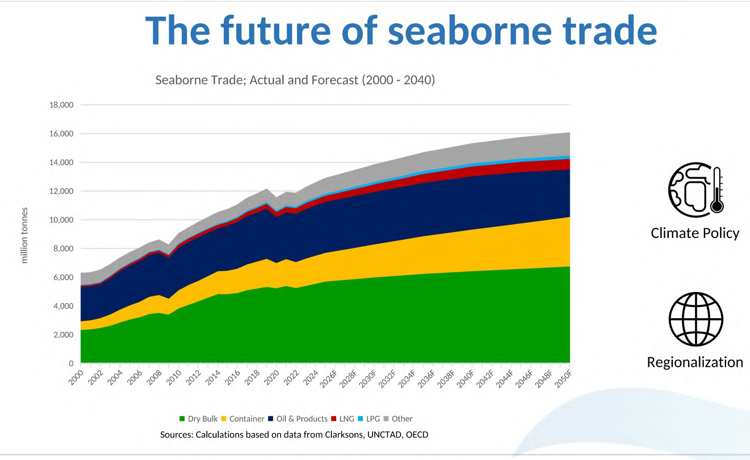 The future of seaborne trade
Seaborne Trade; Actual and Forecast (2000 - 2040)
million tonnes
18,000
16,000
14,000
12,000
10,000
8,000
6,000
4,000
2,000
0
2000
2002
2004
2006
2008
2010
2012
2014
2016
2018
2020
2022
2024
2026F
2028F
2030F
2032F
2034F
2036F
2038F
2040F
2042F
2044F
2046F
2048F
2050F
Dry Bulk Container Oil & Products LNG LPG Other
Sources: Calculations based on data from Clarksons, UNCTAD, OECD
Climate Policy
Regionalization